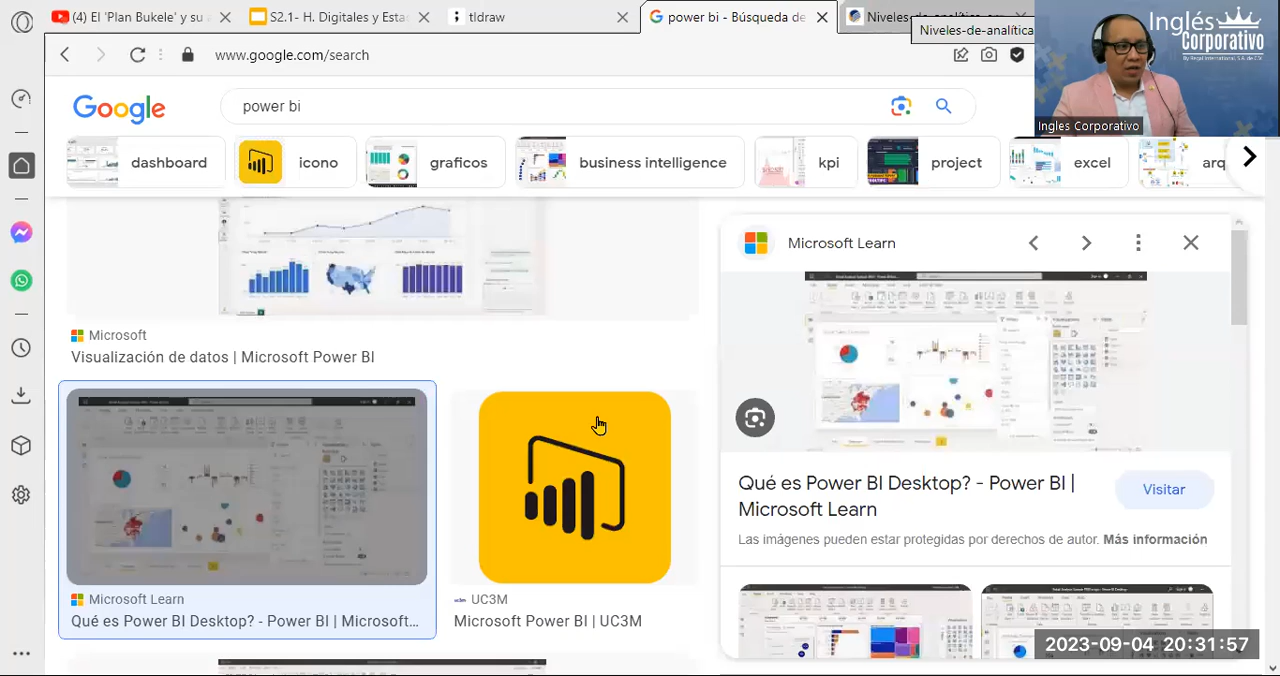 (4) El 'Plan Bukele' y su a
S2.1- H. Digitales y Esta
tldraw
power bi - Búsqueda de
Niveles-de-analítica
www.google.com/search
Inglés
Corporativo
By Regal International, S.A. de C.V.
Ingles Corporativo
Google
power bi
dashboard
icono
graficos
business intelligence
kpi
project
excel
arq
Microsoft Learn
Microsoft
Visualización de datos | Microsoft Power BI
Microsoft Learn
Qué es Power BI Desktop? - Power BI | Microsoft...
UC3M
Microsoft Power BI | UC3M
Qué es Power BI Desktop? - Power BI |
Microsoft Learn
Visitar
Las imágenes pueden estar protegidas por derechos de autor. Más información
2023-09-04 20:31:57